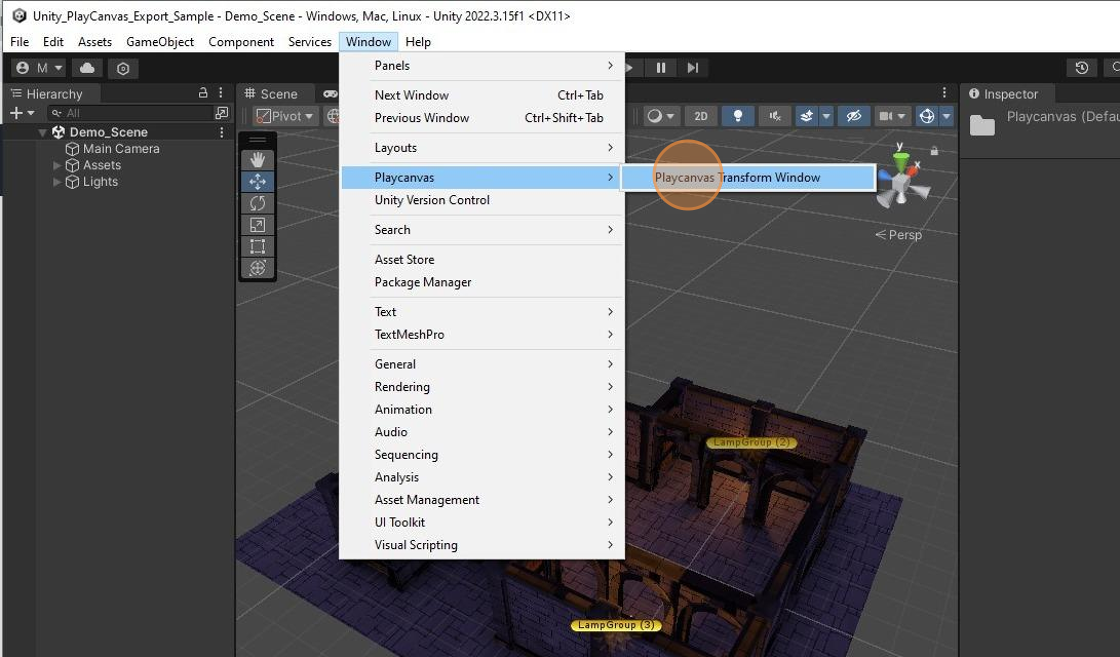 Unity_PlayCanvas_Export_Sample - Demo_Scene - Windows, Mac, Linux - Unity 2022.3.15f1 <DX11>
File Edit Assets GameObject Component Services Window Help
M
Hierarchy
All
Demo_Scene
Main Camera
Assets
Lights
Panels
Next Window Ctrl+Tab
Previous Window Ctrl+Shift+Tab
Layouts
Playcanvas
Unity Version Control
Search
Asset Store
Package Manager
Text
TextMeshPro
General
Rendering
Animation
Audio
Sequencing
Analysis
Asset Management
UI Toolkit
Visual Scripting
Playcanvas Transform Window
Scene
Pivot
2D
y
x
Persp
LampGroup (2)
LampGroup (3)
Inspector
Playcanvas (Defau